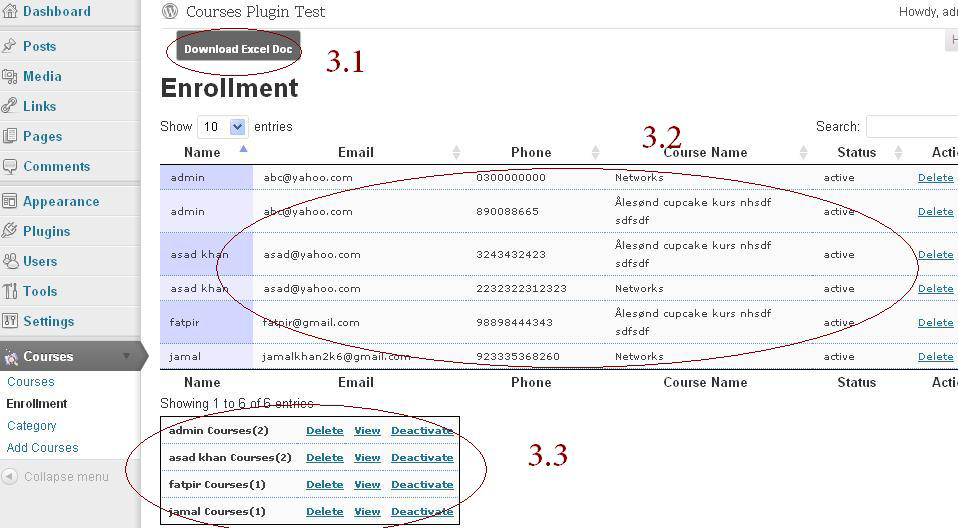 Dashboard
Posts
Media
Links
Pages
Comments
Appearance
Plugins
Users
Tools
Settings
Courses
Courses
Enrollment
Category
Add Courses
Collapse menu
Courses Plugin Test
Howdy,
Download Excel Doc
3.1
Enrollment
Show 10 entries
Search:
3.2
Name Email Phone Course Name Status
admin abc@yahoo.com 0300000000 Networks active Delete
admin abc@yahoo.com 890088665 Ålesønd cupcake kurs nhsdf
sdfsdf active Delete
asad khan asad@yahoo.com 3243432423 Ålesønd cupcake kurs nhsdf
sdfsdf active Delete
asad khan asad@yahoo.com 2232322312323 Networks active Delete
fatpir fatpir@gmail.com 98898444343 Ålesønd cupcake kurs nhsdf
sdfsdf active Delete
jamal jamalkhan2k6@gmail.com 923335368260 Networks active Delete
Name Email Phone Course Name Status
Showing 1 to 6 of 6 entries
admin Courses(2) Delete View Deactivate
asad khan Courses(2) Delete View Deactivate
fatpir Courses(1) Delete View Deactivate
jamal Courses(1) Delete View Deactivate
3.3